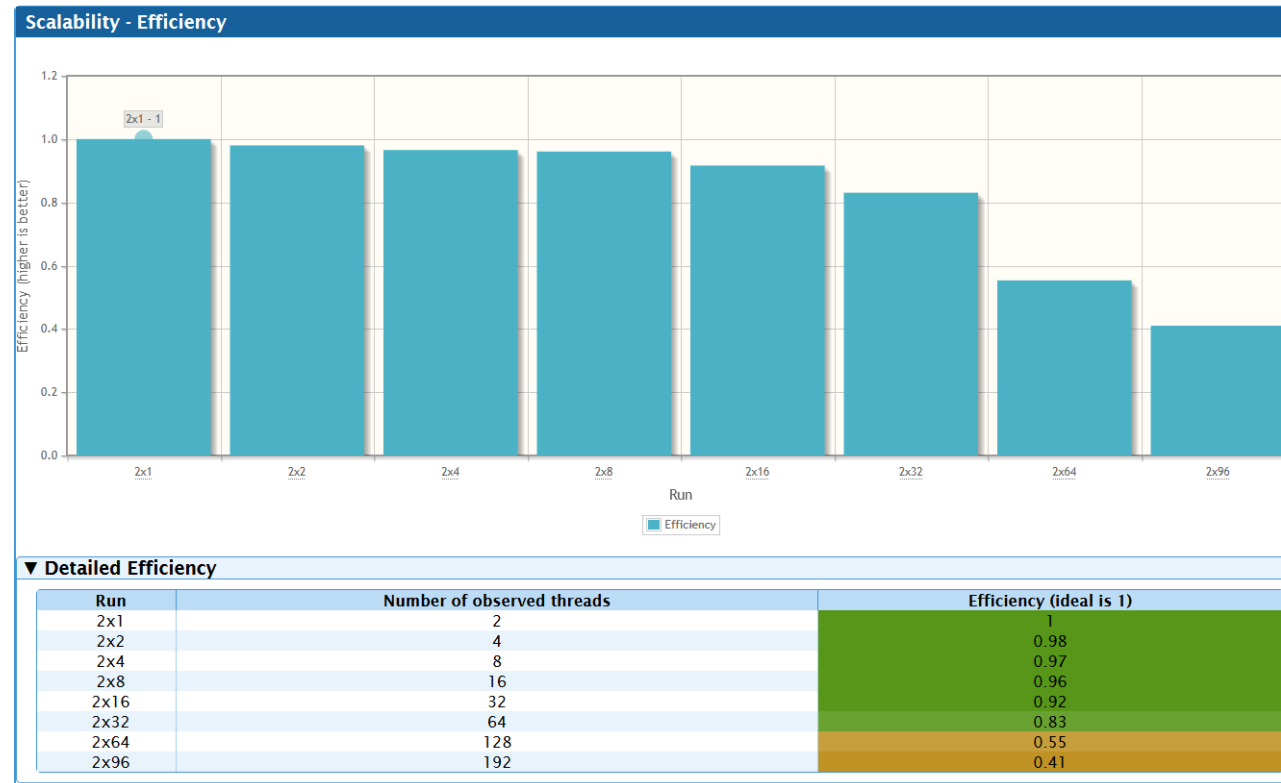 Scalability - Efficiency
1.2
2x1 - 1
1.0
0.8
0.6
0.4
0.2
0.0
Efficiency (higher is better)
2x1 2x2 2x4 2x8 2x16 2x32 2x64 2x96
Run
Efficiency
▼ Detailed Efficiency
Run Number of observed threads Efficiency (ideal is 1)
2x1 2 1
2x2 4 0.98
2x4 8 0.97
2x8 16 0.96
2x16 32 0.92
2x32 64 0.83
2x64 128 0.55
2x96 192 0.41